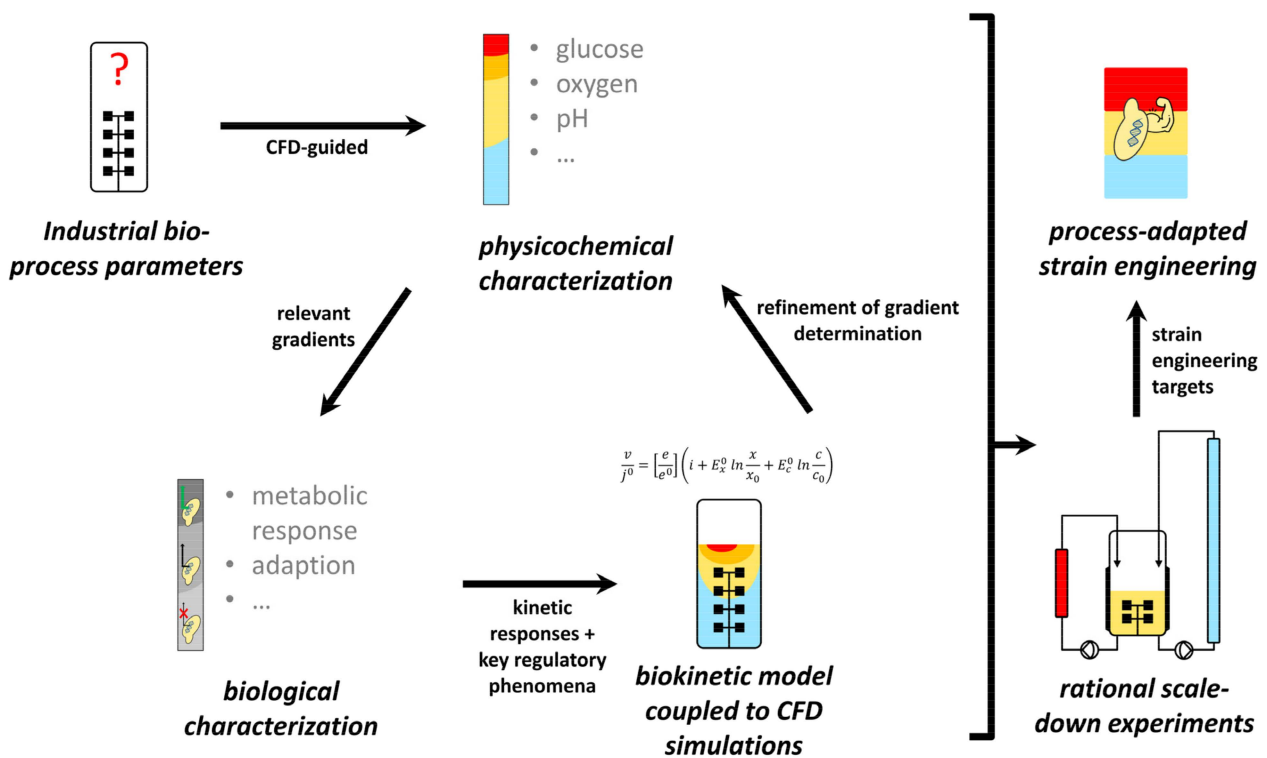 ?
Industrial bio-
process parameters
CFD-guided
• glucose
• oxygen
• pH
• ...
physicochemical
characterization
relevant
gradients
refinement of gradient
determination
• metabolic
response
• adaption
• ...
biological
characterization
kinetic
responses +
key regulatory
phenomena
v/j⁰ = [e/e⁰] (i + Eₓ⁰ ln x/x₀ + E_c⁰ ln c/c₀)
biokinetic model
coupled to CFD
simulations
process-adapted
strain engineering
strain
engineering
targets
rational scale-
down experiments